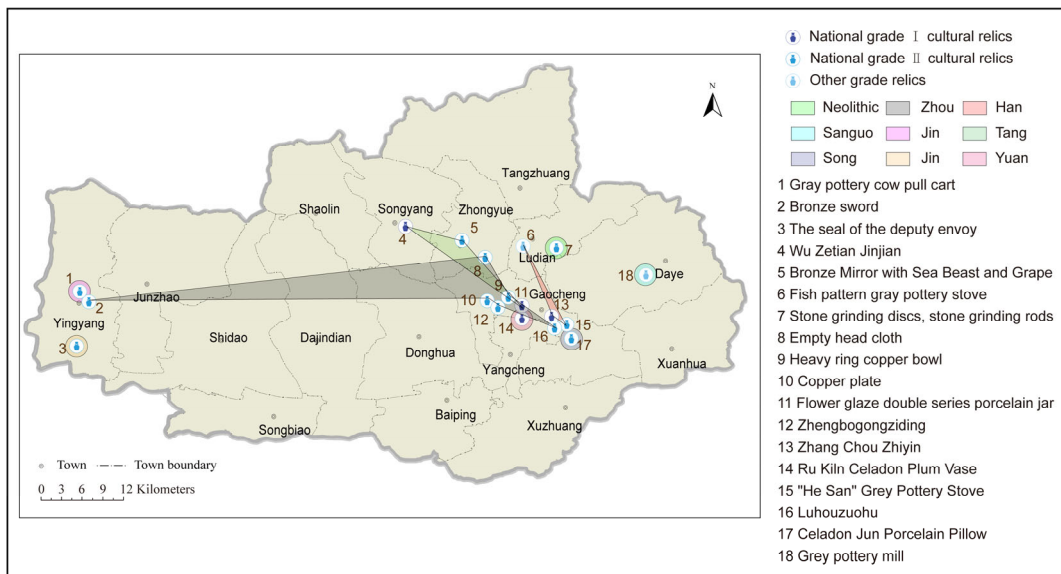 National grade Ⅰ cultural relics
National grade Ⅱ cultural relics
Other grade relics
Neolithic Zhou Han
Sanguo Jin Tang
Song Jin Yuan
1 Gray pottery cow pull cart
2 Bronze sword
3 The seal of the deputy envoy
4 Wu Zetian Jinjian
5 Bronze Mirror with Sea Beast and Grape
6 Fish pattern gray pottery stove
7 Stone grinding discs, stone grinding rods
8 Empty head cloth
9 Heavy ring copper bowl
10 Copper plate
11 Flower glaze double series porcelain jar
12 Zhengbogongziding
13 Zhang Chou Zhiyin
14 Ru Kiln Celadon Plum Vase
15 "He San" Grey Pottery Stove
16 Luhouzuohu
17 Celadon Jun Porcelain Pillow
18 Grey pottery mill
N
Tangzhuang
Shaolin
Songyang
Zhongyue
4
5
6
7
Ludian
8
18
Daye
1
2
Junzhao
9
10
11
Gaocheng
13
12
14
15
16
17
Yingyang
3
Shidao
Dajindian
Donghua
Yangcheng
Xuanhua
Baiping
Xuzhuang
Songbiao
Town
Town boundary
0 3 6 9 12 Kilometers